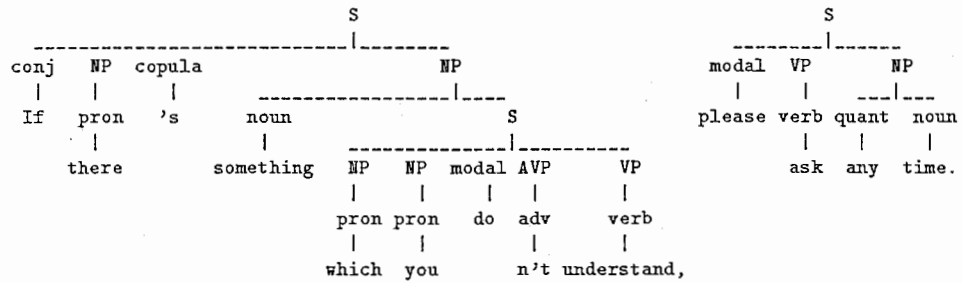 S S
conj NP copula NP modal VP NP
If pron 's noun S please verb quant noun
there something NP NP modal AVP VP ask any time.
pron pron do adv verb
which you n't understand,